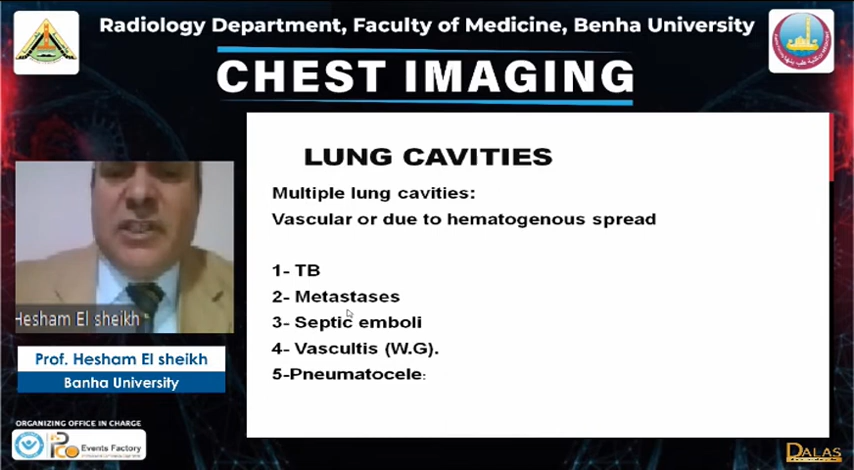 Radiology Department, Faculty of Medicine, Benha University
CHEST IMAGING
LUNG CAVITIES
Multiple lung cavities:
Vascular or due to hematogenous spread
1- TB
2- Metastases
3- Septic emboli
4- Vascultis (W.G).
5-Pneumatocele:
Hesham El sheikh
Prof. Hesham El sheikh
Banha University
ORGANIZING OFFICE IN CHARGE
Events Factory
DALAS